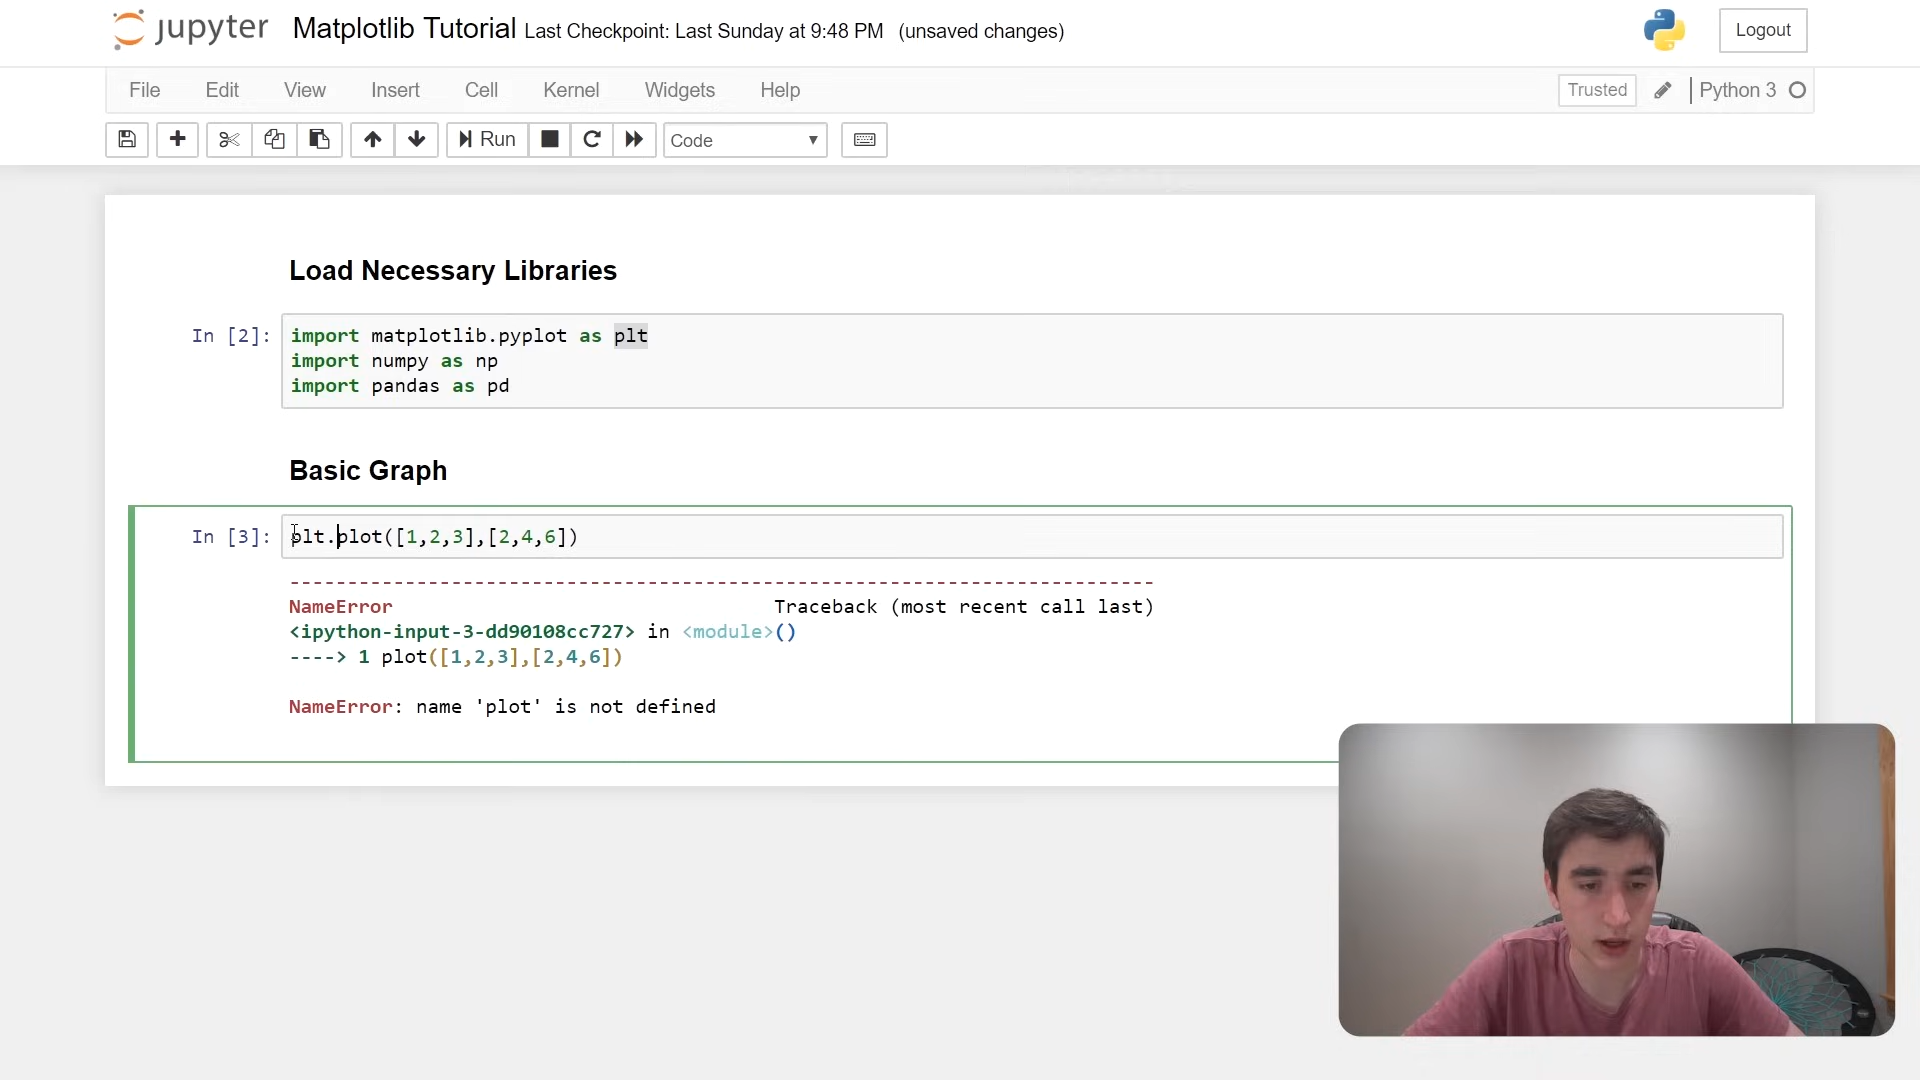 jupyter Matplotlib Tutorial Last Checkpoint: Last Sunday at 9:48 PM (unsaved changes) Logout
File Edit View Insert Cell Kernel Widgets Help Trusted Python 3
Run Code
Load Necessary Libraries
In [2]: import matplotlib.pyplot as plt
import numpy as np
import pandas as pd
Basic Graph
In [3]: plt.plot([1,2,3],[2,4,6])
---------------------------------------------------------------------------
NameError Traceback (most recent call last)
<ipython-input-3-dd90108cc727> in <module>()
----> 1 plot([1,2,3],[2,4,6])
NameError: name 'plot' is not defined